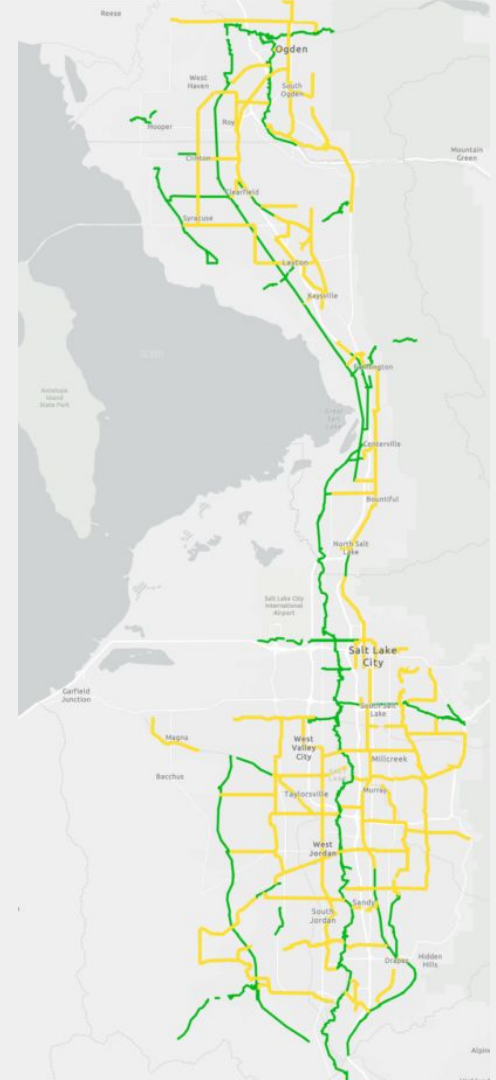 Reese
Ogden
West
Haven
South
Ogden
Hooper
Roy
Mountain
Green
Clinton
Clearfield
Syracuse
Layton
Kaysville
Farmington
Antelope
Island
State Park
Great
Salt
Lake
Centerville
Bountiful
North Salt
Lake
Salt Lake City
International
Airport
Salt Lake
City
Garfield
Junction
South Salt
Lake
Magna
West
Valley
City
Millcreek
Bacchus
Taylorsville
Murray
West
Jordan
Sandy
South
Jordan
Draper
Hidden
Hills